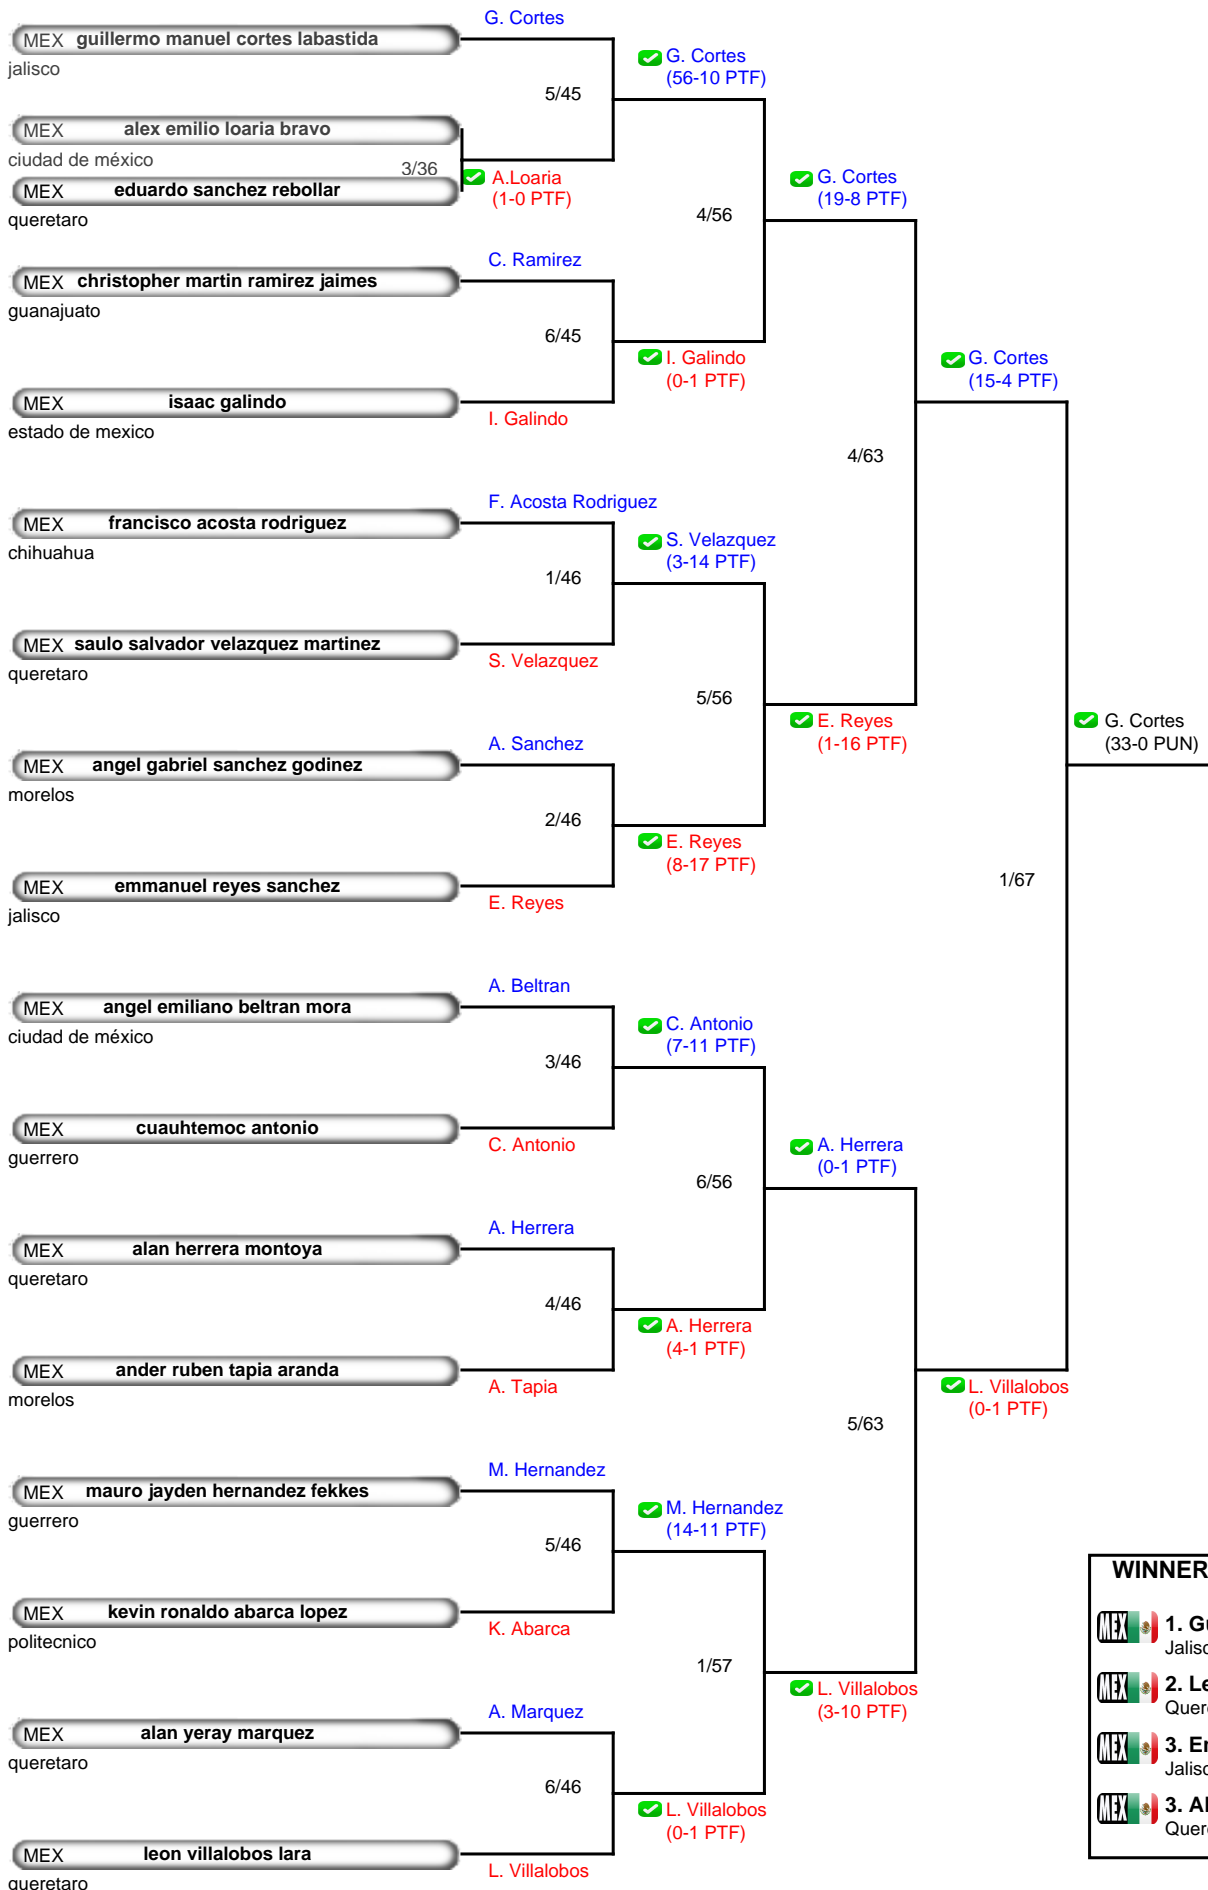 G. Cortes
MEX guillermo manuel cortes labastida
jalisco
G. Cortes
(56-10 PTF)
5/45
MEX alex emilio loaria bravo
ciudad de méxico
3/36
A.Loaria
(1-0 PTF)
MEX eduardo sanchez rebollar
queretaro
G. Cortes
(19-8 PTF)
4/56
C. Ramirez
MEX christopher martin ramirez jaimes
guanajuato
6/45
I. Galindo
(0-1 PTF)
G. Cortes
(15-4 PTF)
MEX isaac galindo
estado de mexico
I. Galindo
4/63
F. Acosta Rodriguez
MEX francisco acosta rodriguez
chihuahua
S. Velazquez
(3-14 PTF)
1/46
MEX saulo salvador velazquez martinez
queretaro
S. Velazquez
5/56
E. Reyes
(1-16 PTF)
G. Cortes
(33-0 PUN)
A. Sanchez
MEX angel gabriel sanchez godinez
morelos
2/46
E. Reyes
(8-17 PTF)
MEX emmanuel reyes sanchez
jalisco
E. Reyes
1/67
A. Beltran
MEX angel emiliano beltran mora
ciudad de méxico
C. Antonio
(7-11 PTF)
3/46
MEX cuauhtemoc antonio
guerrero
C. Antonio
A. Herrera
(0-1 PTF)
6/56
A. Herrera
MEX alan herrera montoya
queretaro
4/46
A. Herrera
(4-1 PTF)
MEX ander ruben tapia aranda
morelos
A. Tapia
L. Villalobos
(0-1 PTF)
5/63
M. Hernandez
MEX mauro jayden hernandez fekkes
guerrero
M. Hernandez
(14-11 PTF)
5/46
MEX kevin ronaldo abarca lopez
politecnico
K. Abarca
1/57
L. Villalobos
(3-10 PTF)
A. Marquez
MEX alan yeray marquez
queretaro
6/46
L. Villalobos
(0-1 PTF)
MEX leon villalobos lara
queretaro
L. Villalobos
WINNER
MEX 1.
MEX 2.
MEX 3.
MEX 3.